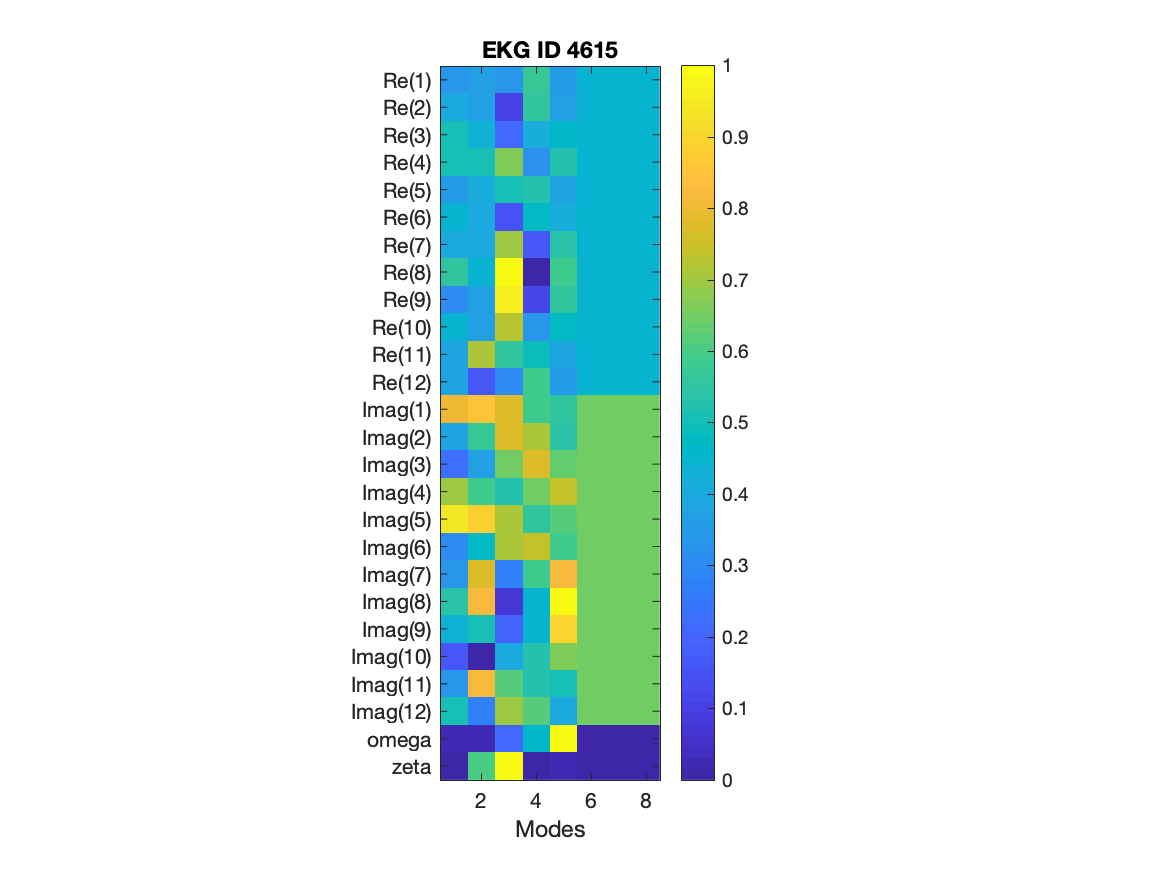 EKG ID 4615
Re(1)
Re(2)
Re(3)
Re(4)
Re(5)
Re(6)
Re(7)
Re(8)
Re(9)
Re(10)
Re(11)
Re(12)
Imag(1)
Imag(2)
Imag(3)
Imag(4)
Imag(5)
Imag(6)
Imag(7)
Imag(8)
Imag(9)
Imag(10)
Imag(11)
Imag(12)
omega
zeta
2 4 6 8
Modes
1
0.9
0.8
0.7
0.6
0.5
0.4
0.3
0.2
0.1
0